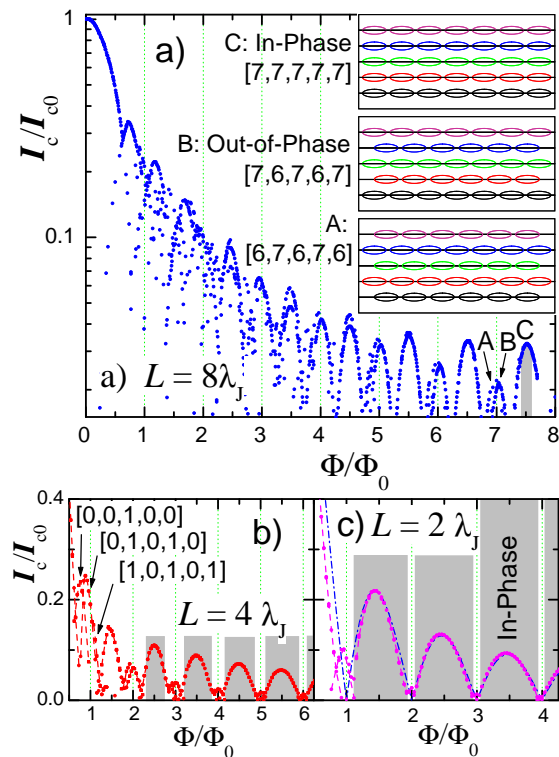 a)
C: In-Phase
[7,7,7,7,7]
B: Out-of-Phase
[7,6,7,6,7]
A:
[6,7,6,7,6]
1
0.1
I_c/I_c0
A B C
a) L = 8λ_J
0 1 2 3 4 5 6 7 8
Φ/Φ_0
0.4
0.2
0.0
I_c/I_c0
[0,0,1,0,0]
[0,1,0,1,0]
[1,0,1,0,1]
b)
L = 4 λ_J
1 2 3 4 5 6
Φ/Φ_0
c) L = 2 λ_J
In-Phase
1 2 3 4
Φ/Φ_0